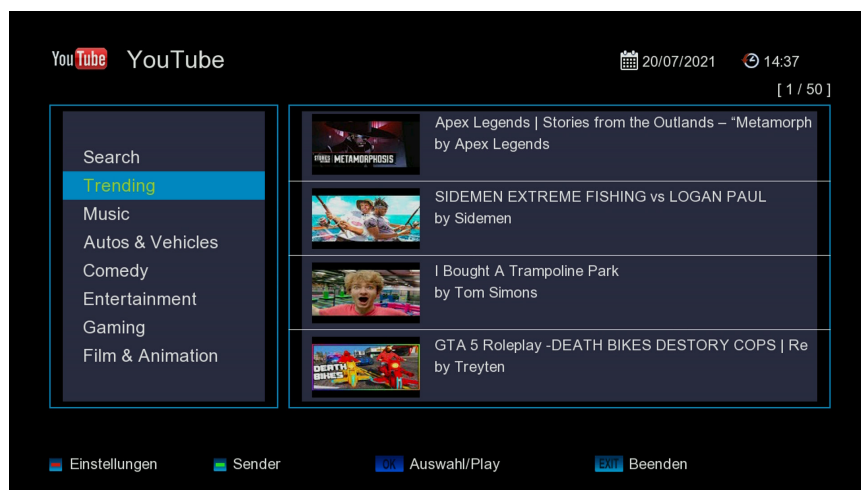 YouTube YouTube
20/07/2021 14:37
[ 1 / 50 ]
Search
Trending
Music
Autos & Vehicles
Comedy
Entertainment
Gaming
Film & Animation
STORIES METAMORPHOSIS
Apex Legends | Stories from the Outlands – “Metamorph
by Apex Legends
SIDEMEN EXTREME FISHING vs LOGAN PAUL
by Sidemen
I Bought A Trampoline Park
by Tom Simons
DEATH
BIKES
GTA 5 Roleplay -DEATH BIKES DESTORY COPS | Re
by Treyten
Einstellungen Sender OK Auswahl/Play EXIT Beenden